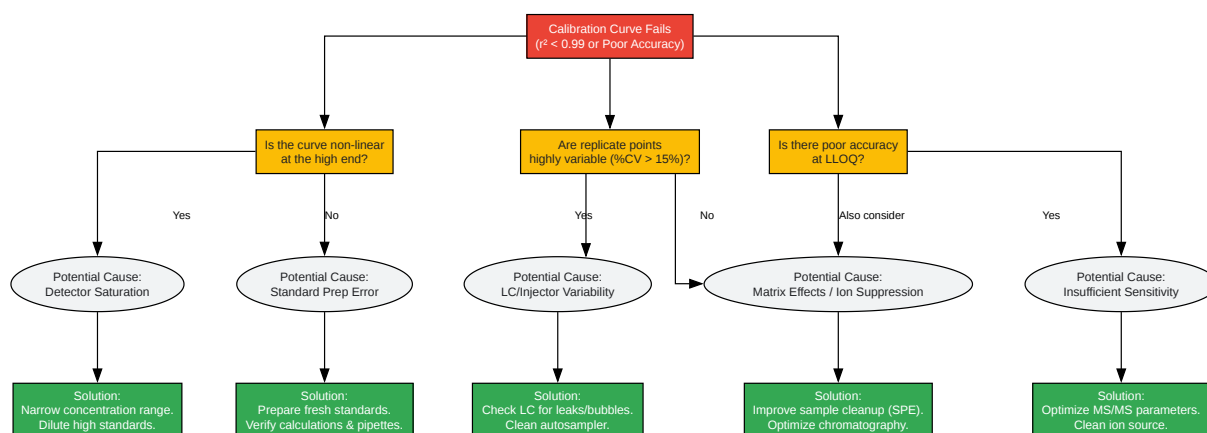 Calibration Curve Fails
(r² < 0.99 or Poor Accuracy)
Is the curve non-linear
at the high end?
Are replicate points
highly variable (%CV > 15%)?
Is there poor accuracy
at LLOQ?
Yes
No
Yes
No
Also consider
Yes
Potential Cause:
Detector Saturation
Potential Cause:
Standard Prep Error
Potential Cause:
LC/Injector Variability
Potential Cause:
Matrix Effects / Ion Suppression
Potential Cause:
Insufficient Sensitivity
Solution:
Narrow concentration range.
Dilute high standards.
Solution:
Prepare fresh standards.
Verify calculations & pipettes.
Solution:
Check LC for leaks/bubbles.
Clean autosampler.
Solution:
Improve sample cleanup (SPE).
Optimize chromatography.
Solution:
Optimize MS/MS parameters.
Clean ion source.